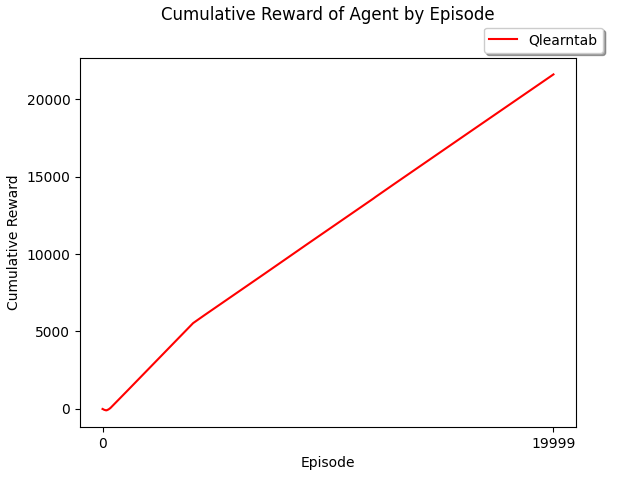 Cumulative Reward of Agent by Episode
Qlearntab
20000
15000
10000
5000
0
Cumulative Reward
0 19999
Episode